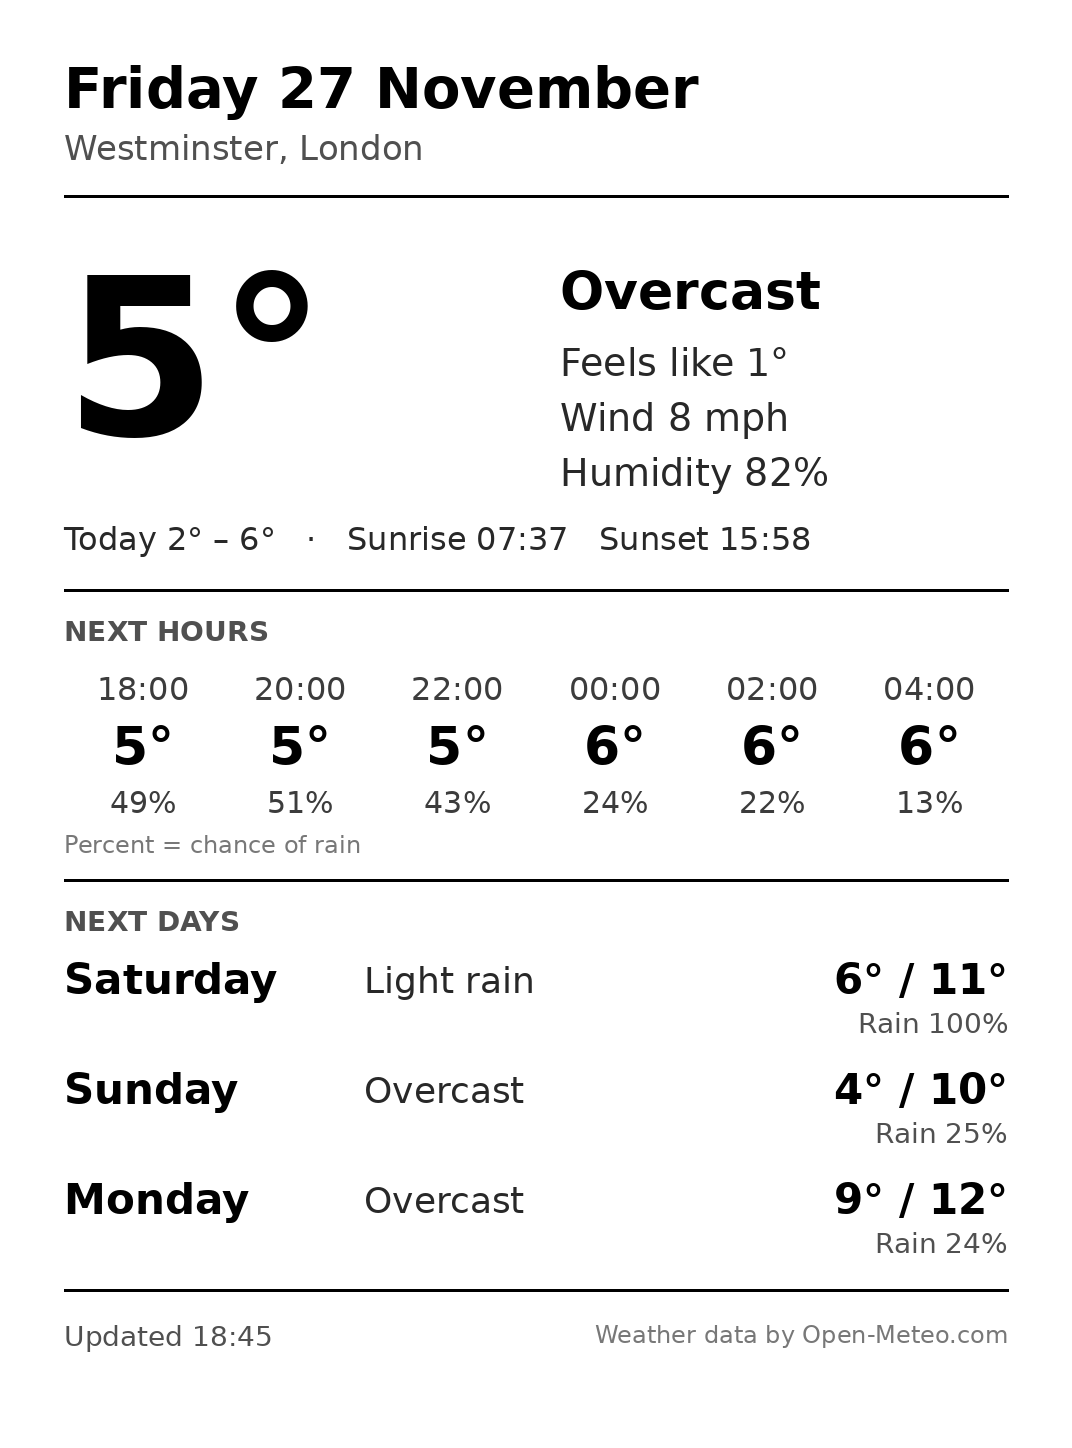 Friday 27 November
Westminster, London
5°
Overcast
Feels like 1°
Wind 8 mph
Humidity 82%
Today 2° – 6° · Sunrise 07:37 Sunset 15:58
NEXT HOURS
18:00 20:00 22:00 00:00 02:00 04:00
5° 5° 5° 6° 6° 6°
49% 51% 43% 24% 22% 13%
Percent = chance of rain
NEXT DAYS
Saturday Light rain 6° / 11°
Rain 100%
Sunday Overcast 4° / 10°
Rain 25%
Monday Overcast 9° / 12°
Rain 24%
Updated 18:45 Weather data by Open-Meteo.com